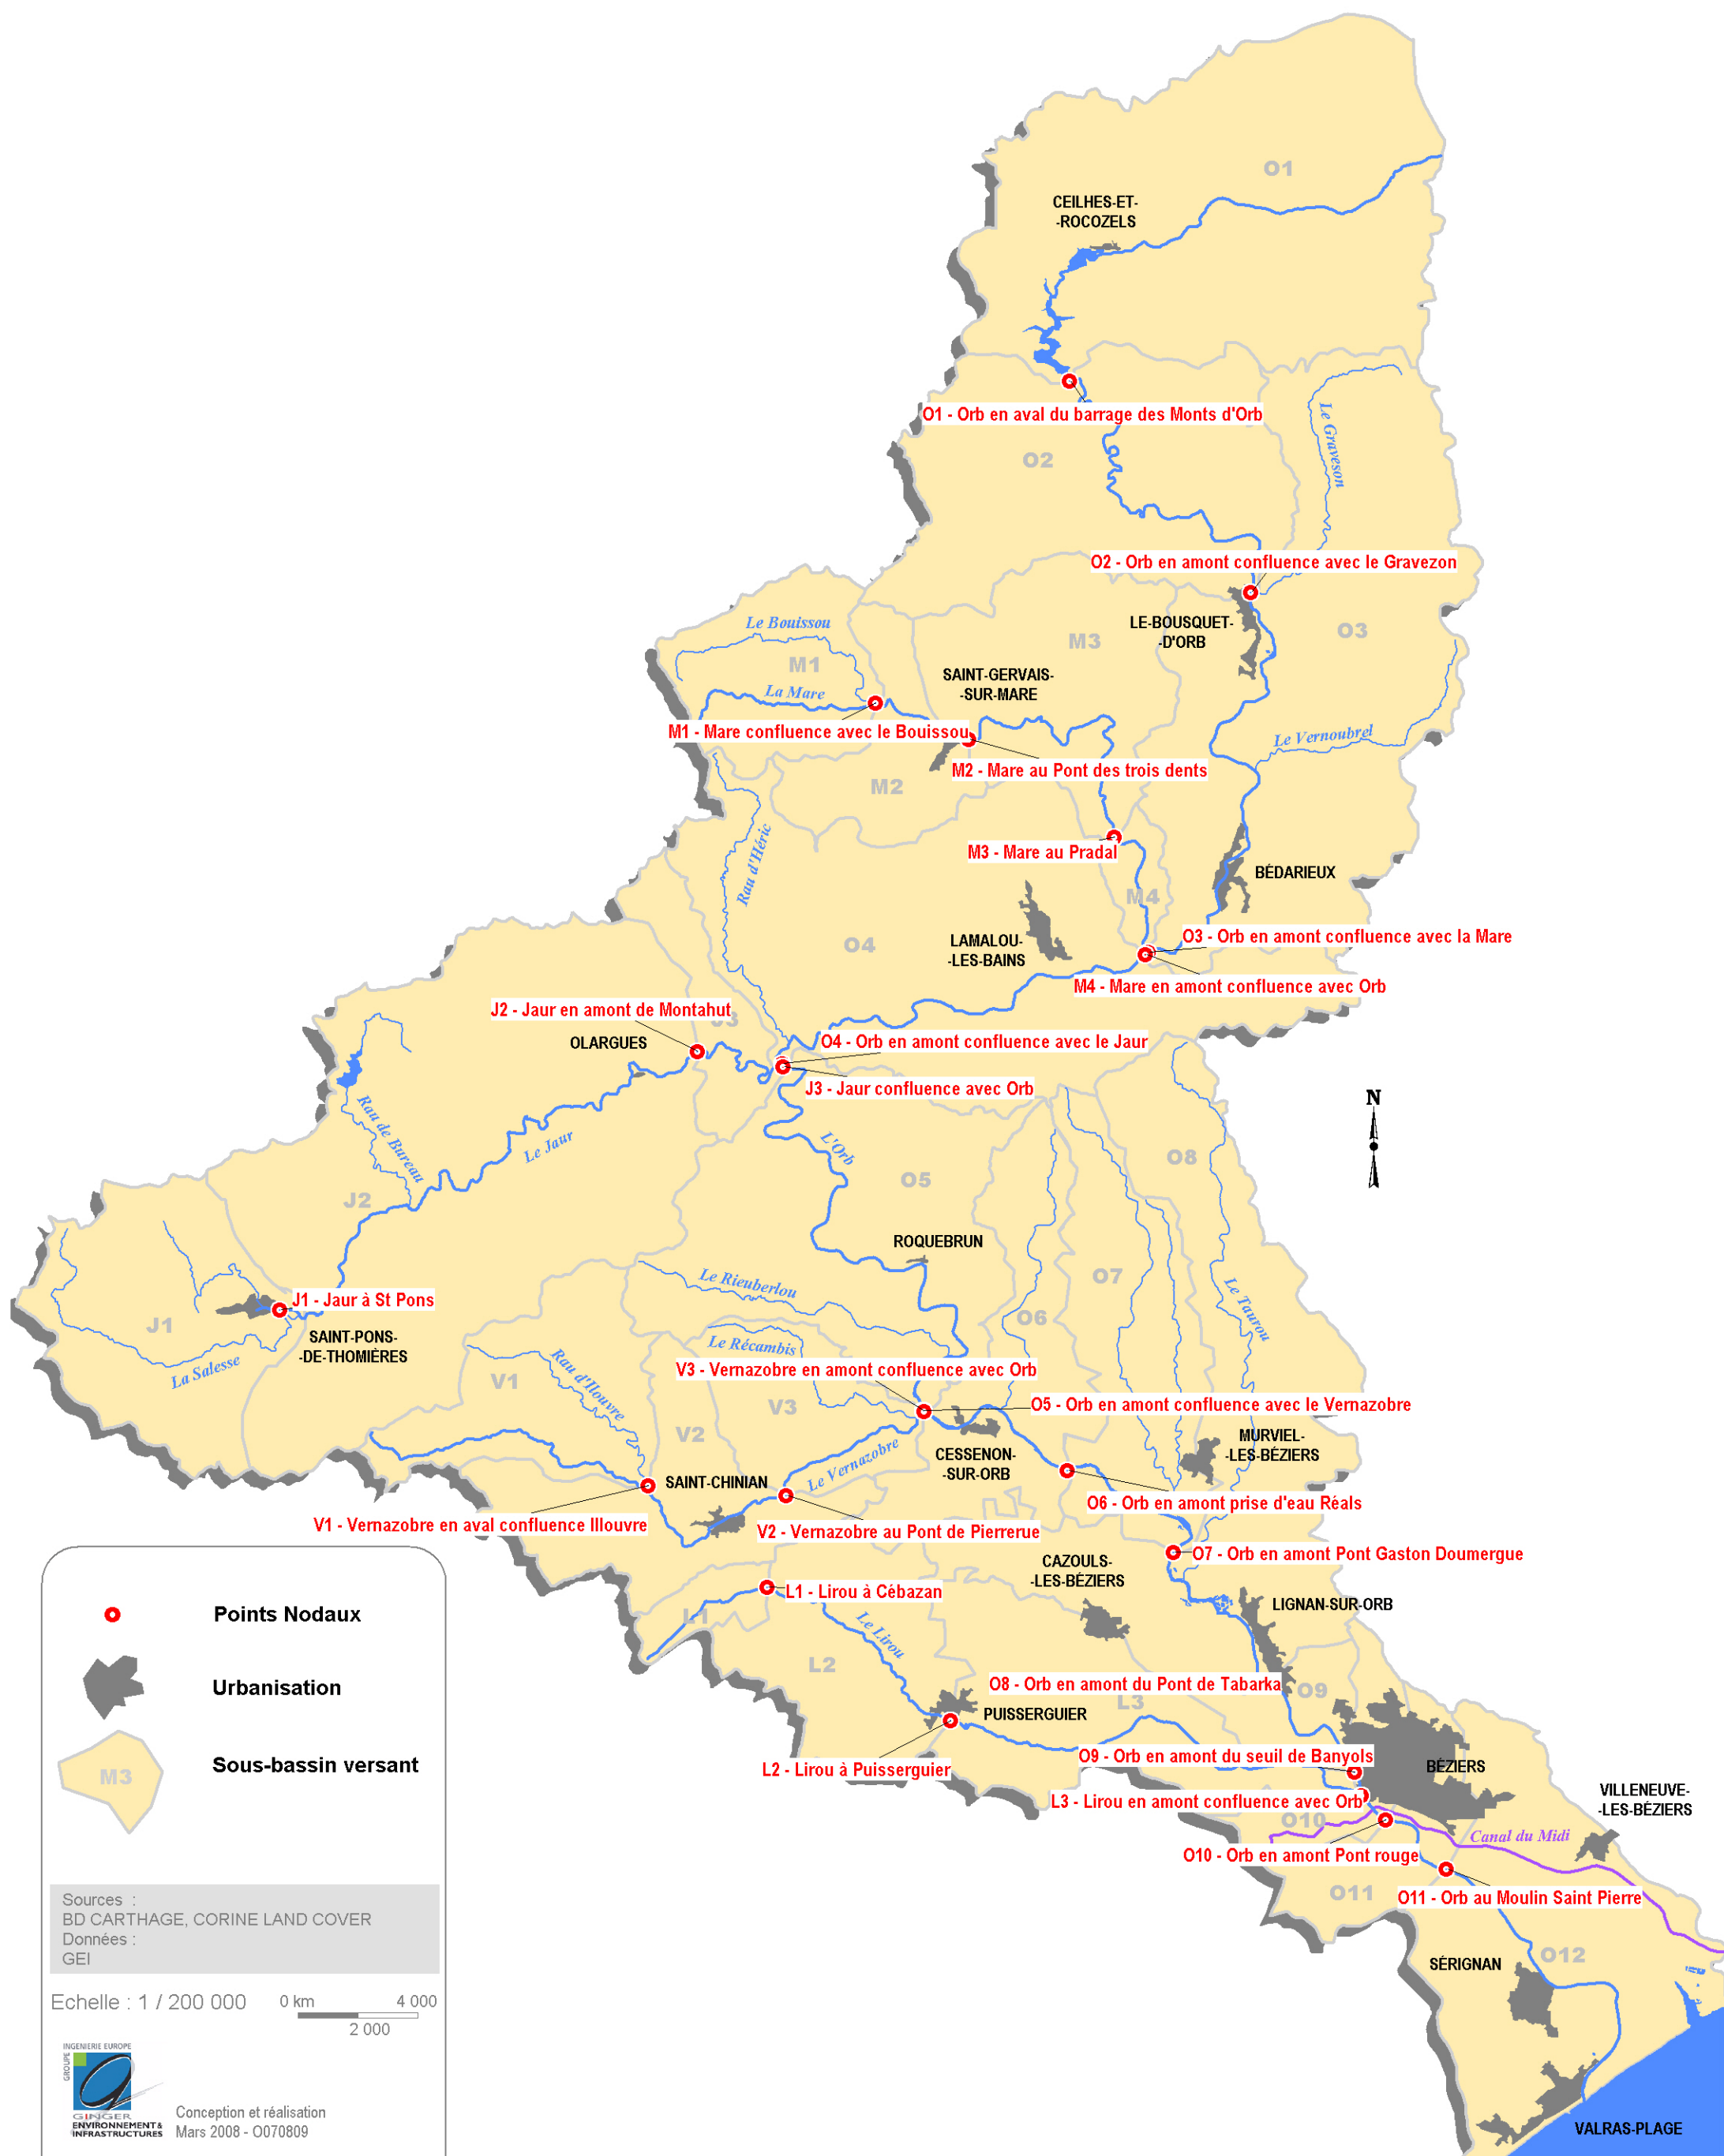 O1
CEILHES-ET-
-ROCOZELS
O1 - Orb en aval du barrage des Monts d'Orb
Le Graveson
O2
O2 - Orb en amont confluence avec le Gravezon
LE-BOUSQUET-
-D'ORB
O3
M3
Le Bouissou
M1
La Mare
SAINT-GERVAIS-
-SUR-MARE
M1 - Mare confluence avec le Bouissou
Le Vernoubrel
M2 - Mare au Pont des trois dents
M2
Rau d'Héric
M3 - Mare au Pradal
BÉDARIEUX
M4
O4
LAMALOU-
-LES-BAINS
O3 - Orb en amont confluence avec la Mare
M4 - Mare en amont confluence avec Orb
J2 - Jaur en amont de Montahut
J3
OLARGUES
O4 - Orb en amont confluence avec le Jaur
J3 - Jaur confluence avec Orb
N
Rau de Bureau
Le Jaur
L'Orb
O8
O5
J2
ROQUEBRUN
O7
Le Rieuberlou
Le Taurou
J1 - Jaur à St Pons
O6
J1
SAINT-PONS-
-DE-THOMIÈRES
Le Récambis
La Salesse
V3 - Vernazobre en amont confluence avec Orb
V1
Rau d'Ilouvre
V3
O5 - Orb en amont confluence avec le Vernazobre
V2
MURVIEL-
-LES-BÉZIERS
CESSENON-
-SUR-ORB
Le Vernazobre
SAINT-CHINIAN
O6 - Orb en amont prise d'eau Réals
V1 - Vernazobre en aval confluence Illouvre
V2 - Vernazobre au Pont de Pierrerue
O7 - Orb en amont Pont Gaston Doumergue
CAZOULS-
-LES-BÉZIERS
L1 - Lirou à Cébazan
LIGNAN-SUR-ORB
L1
Le Lirou
L2
O8 - Orb en amont du Pont de Tabarka
O9
L3
PUISSERGUIER
O9 - Orb en amont du seuil de Banyols
BÉZIERS
L2 - Lirou à Puisserguier
VILLENEUVE-
-LES-BÉZIERS
L3 - Lirou en amont confluence avec Orb
O10
Canal du Midi
O10 - Orb en amont Pont rouge
O11
O11 - Orb au Moulin Saint Pierre
O12
SÉRIGNAN
VALRAS-PLAGE
Points Nodaux
Urbanisation
M3
Sous-bassin versant
Sources :
BD CARTHAGE, CORINE LAND COVER
Données :
GEI
Echelle : 1 / 200 000
0 km 4 000
2 000
INGENIERIE EUROPE
GROUPE
GINGER
ENVIRONNEMENT &
INFRASTRUCTURES
Conception et réalisation
Mars 2008 - O070809